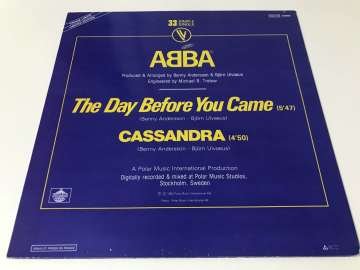 33
ABBA
Produced & Arranged by Benny Andersson & Björn Ulvaeus
Engineered by Michael B. Tretow
The Day Before You Came (5'47)
(Benny Andersson - Björn Ulvaeus)
CASSANDRA (4'50)
(Benny Andersson - Björn Ulvaeus)
A Polar Music International Production
Digitally recorded & mixed at Polar Music Studios,
Stockholm, Sweden